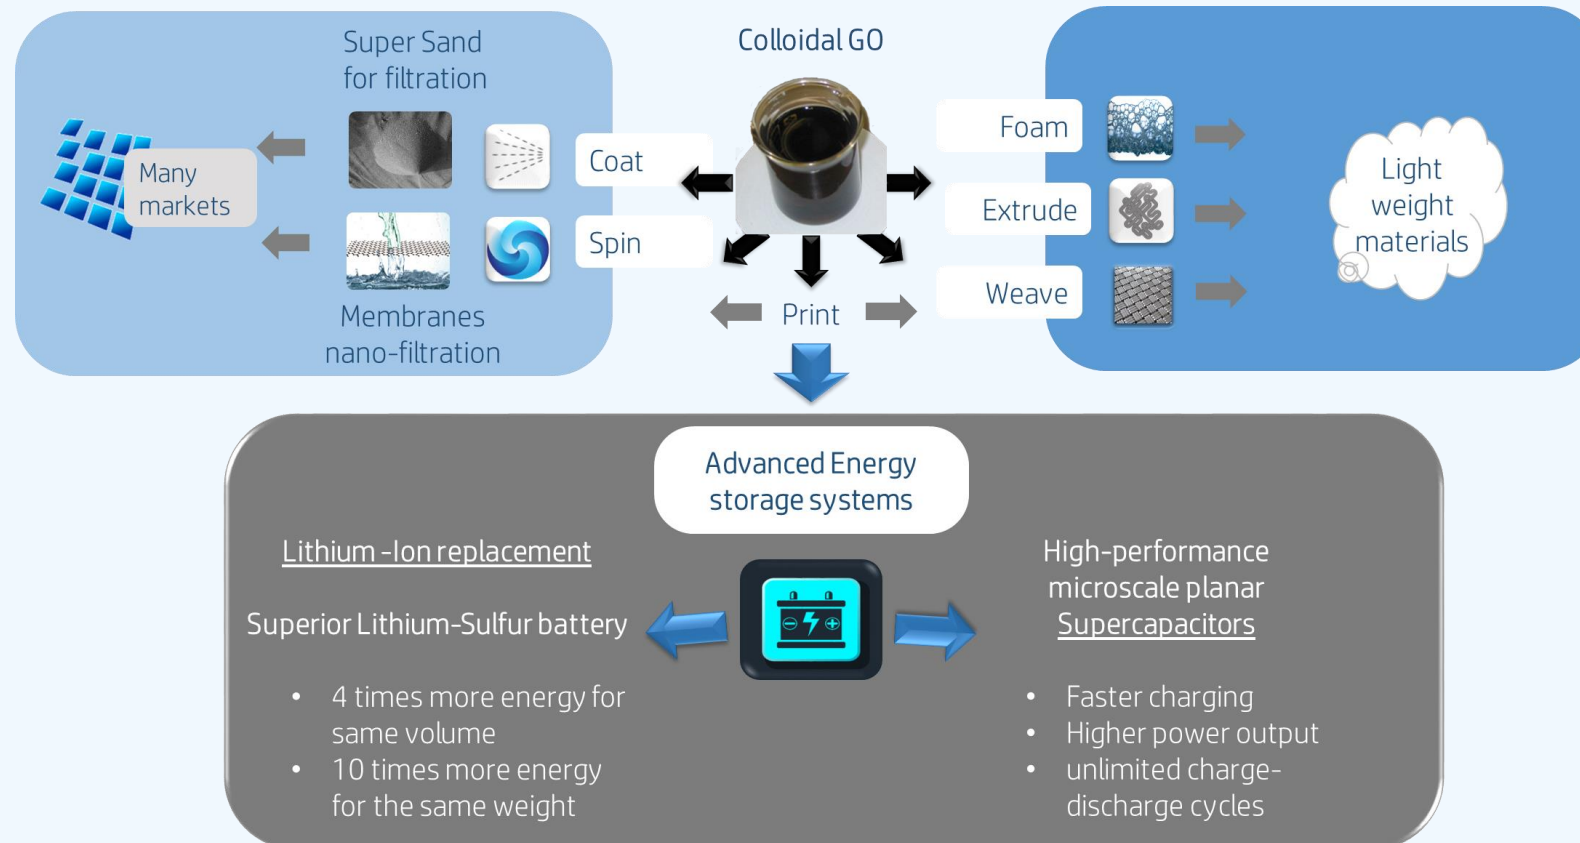 Super Sand
for filtration
Many
markets
Coat
Spin
Membranes
nano-filtration
Colloidal GO
Print
Foam
Extrude
Weave
Light
weight
materials
Advanced Energy
storage systems
Lithium -Ion replacement
Superior Lithium-Sulfur battery
• 4 times more energy for
same volume
• 10 times more energy
for the same weight
High-performance
microscale planar
Supercapacitors
• Faster charging
• Higher power output
• unlimited charge-
discharge cycles